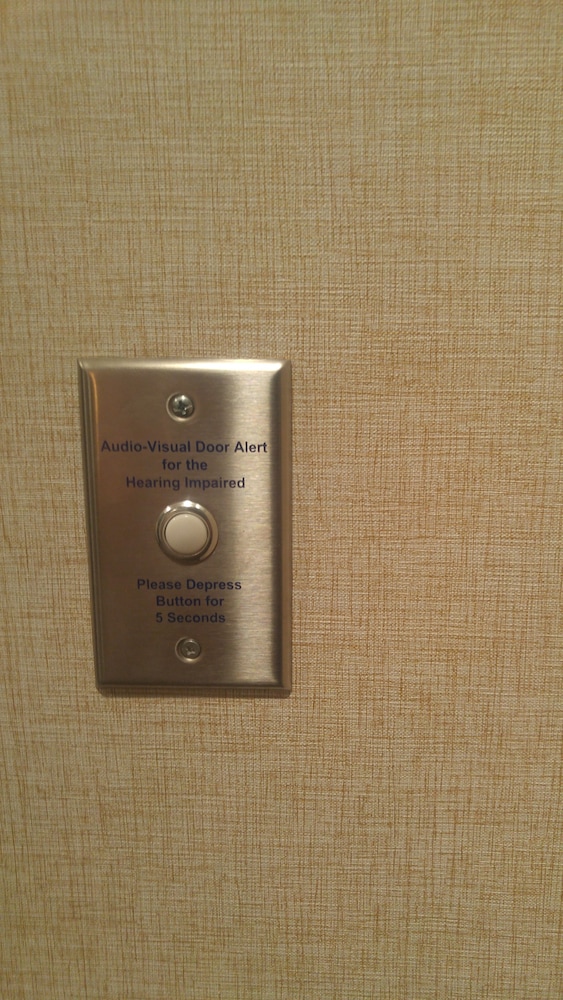 Audio-Visual Door Alert
for the
Hearing Impaired
Please Depress
Button for
5 Seconds